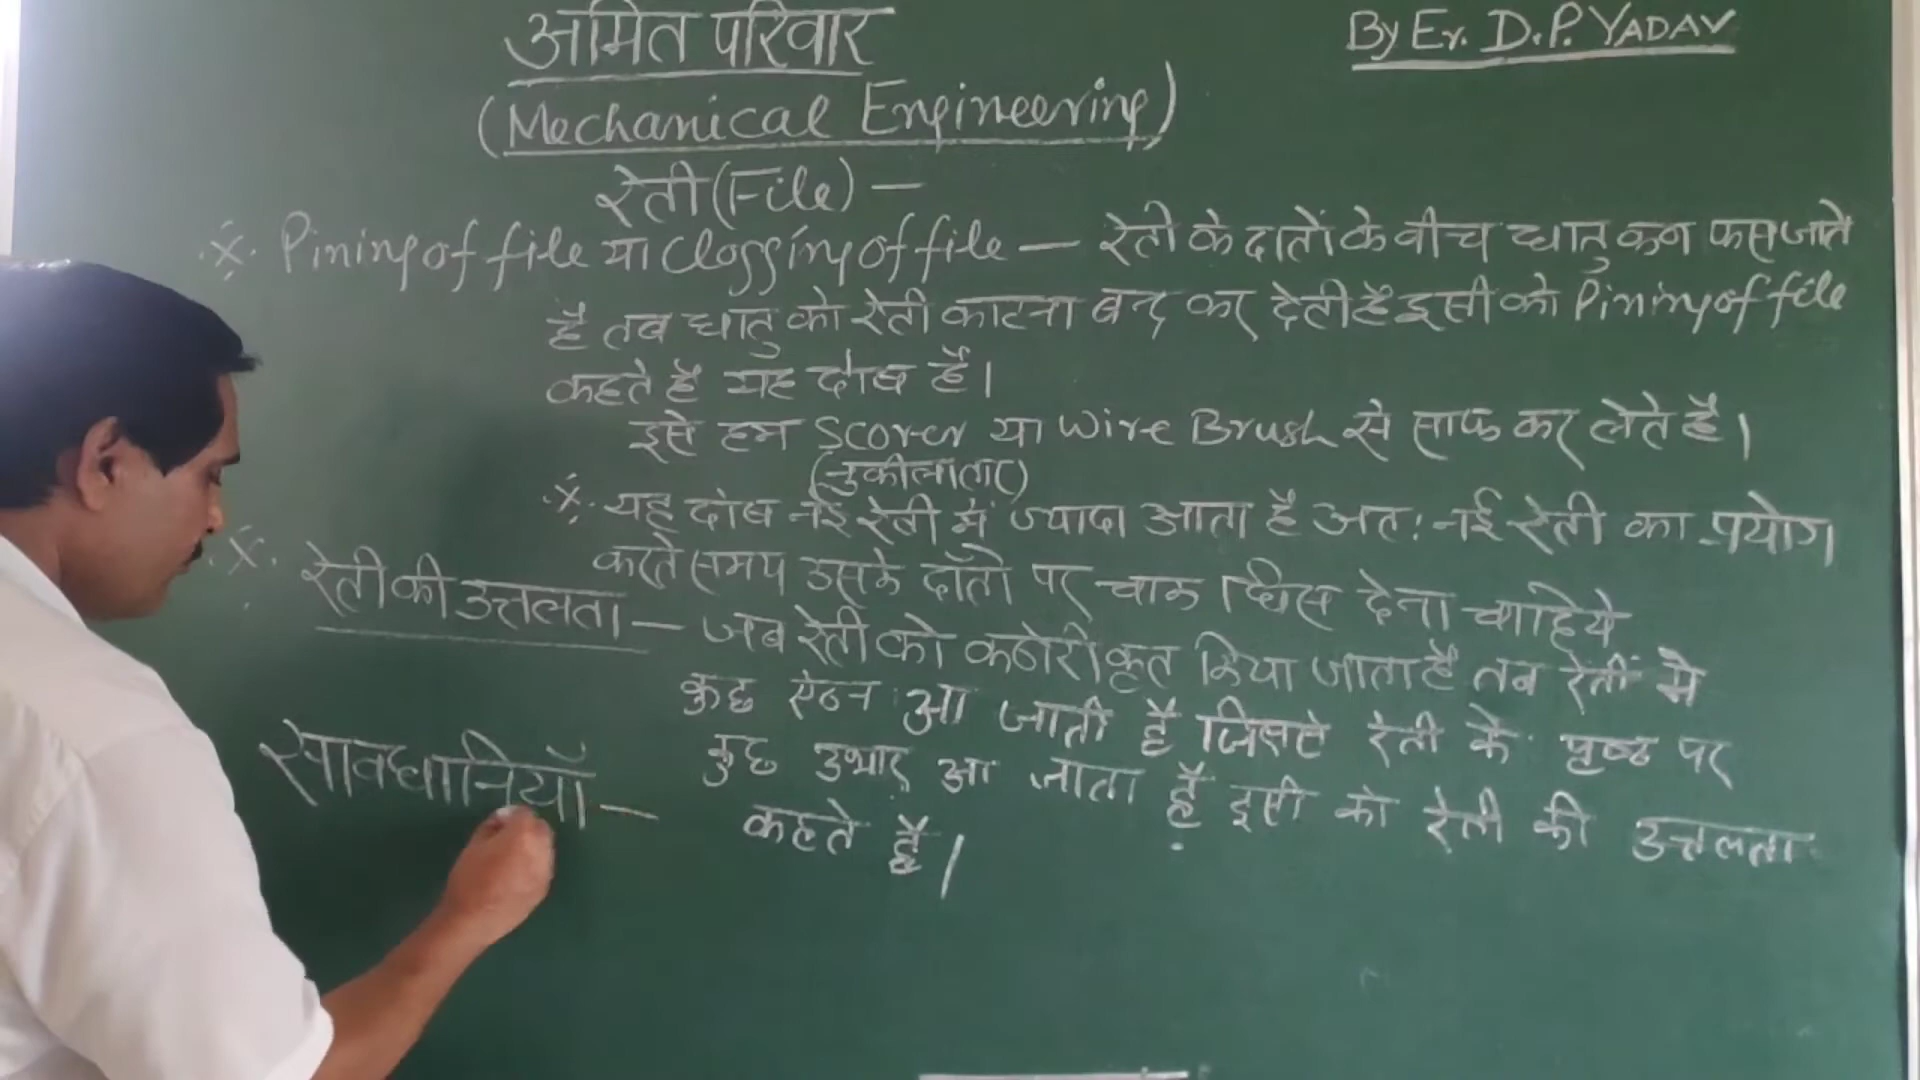 अमित परिवार
By Er. D.P. YADAV
(Mechanical Engineering)
रेती (File) —
※ Pining of file या Clogging of file — रेती के दातों के बीच धातु कन फस जाते
है तब धातु को रेती काटना बन्द कर देती है इसी को Pining of file
कहते है यह दोष है।
इसे हम Scorer या Wire Brush से साफ कर लेते है।
(नुकीला तार)
※ यह दोष नई रेती में ज्यादा आता है अतः नई रेती का प्रयोग
करते समय उसके दाँतो पर चाक घिस देना चाहिये
※ रेती की उत्तलता — जब रेती को कठोरीकृत किया जाता है तब रेती में
कुछ ऐठन आ जाती है जिससे रेती के पृष्ठ पर
कुछ उभार आ जाता है इसी को रेती की उत्तलता
कहते है।
सावधानियाँ —